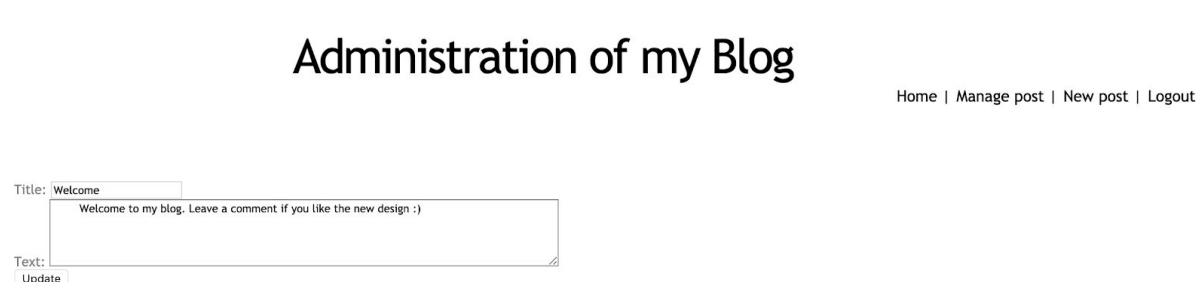 Administration of my Blog
Home | Manage post | New post | Logout
Title: Welcome
Welcome to my blog. Leave a comment if you like the new design :)
Text:
Update